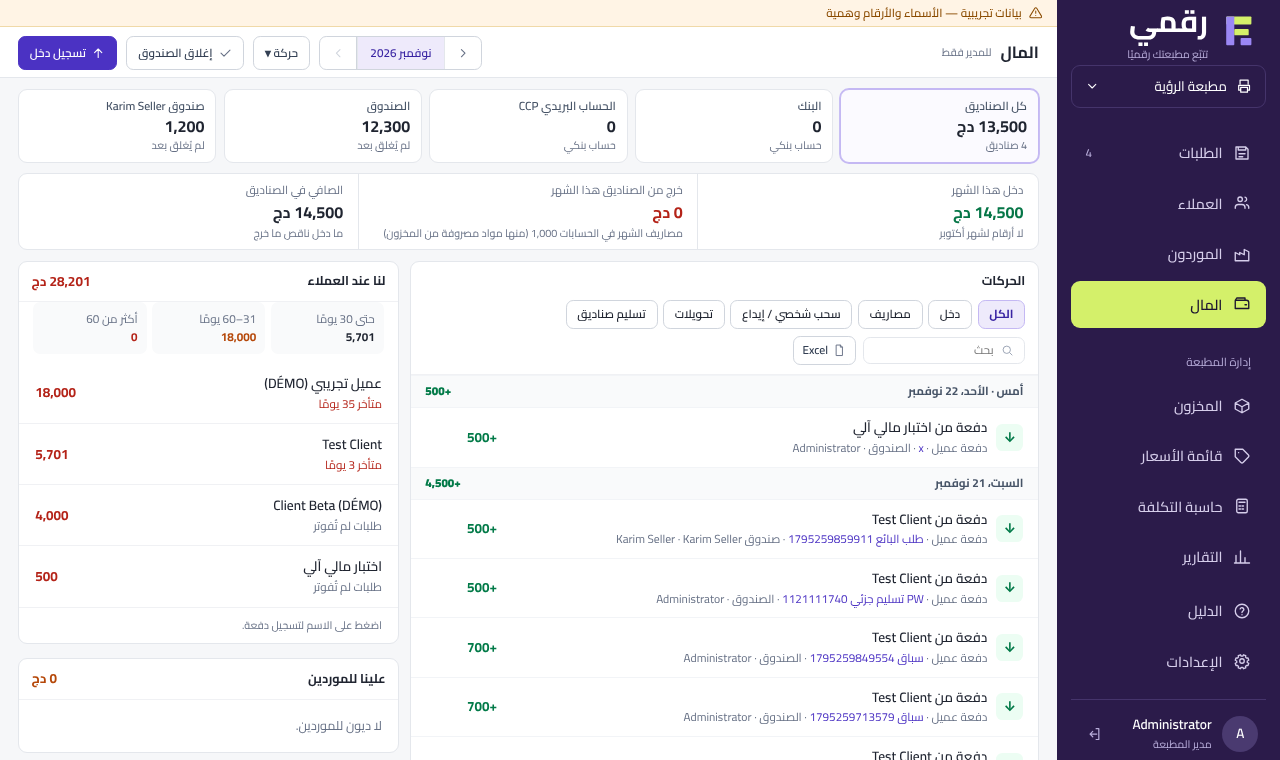 بيانات تجريبية — الأسماء والأرقام وهمية
رقمي
تتبّع مطبعتك رقميًا
مطبعة الرؤية
الطلبات
4
العملاء
الموردون
المال
إدارة المطبعة
المخزون
قائمة الأسعار
حاسبة التكلفة
التقارير
الدليل
الإعدادات
A
Administrator
مدير المطبعة
المال
للمدير فقط
نوفمبر 2026
حركة ▾
إغلاق الصندوق
تسجيل دخل
كل الصناديق
13,500 دج
4 صناديق
البنك
0
حساب بنكي
الحساب البريدي CCP
0
حساب بنكي
الصندوق
12,300
لم يُغلق بعد
صندوق Karim Seller
1,200
لم يُغلق بعد
دخل هذا الشهر
14,500 دج
لا أرقام لشهر أكتوبر
خرج من الصناديق هذا الشهر
0 دج
مصاريف الشهر في الحسابات 1,000 (منها مواد مصروفة من المخزون)
الصافي في الصناديق
14,500 دج
ما دخل ناقص ما خرج
الحركات
الكل
دخل
مصاريف
سحب شخصي / إيداع
تحويلات
تسليم صناديق
بحث
Excel
أمس · الأحد، 22 نوفمبر
+500
دفعة من اختبار مالي آلي
دفعة عميل · x · الصندوق · Administrator
+500
السبت، 21 نوفمبر
+4,500
دفعة من Test Client
دفعة عميل · طلب البائع 1795259859911 · صندوق Karim Seller · Karim Seller
+500
دفعة من Test Client
دفعة عميل · PW تسليم جزئي 1121111740 · الصندوق · Administrator
+500
دفعة من Test Client
دفعة عميل · سباق 1795259849554 · الصندوق · Administrator
+700
دفعة من Test Client
دفعة عميل · سباق 1795259713579 · الصندوق · Administrator
+700
دفعة من Test Client
لنا عند العملاء
28,201 دج
حتى 30 يومًا
5,701
31–60 يومًا
18,000
أكثر من 60
0
عميل تجريبي (DÉMO)
متأخر 35 يومًا
18,000
Test Client
متأخر 3 يومًا
5,701
Client Beta (DÉMO)
طلبات لم تُفوتر
4,000
اختبار مالي آلي
طلبات لم تُفوتر
500
اضغط على الاسم لتسجيل دفعة.
علينا للموردين
0 دج
لا ديون للموردين.